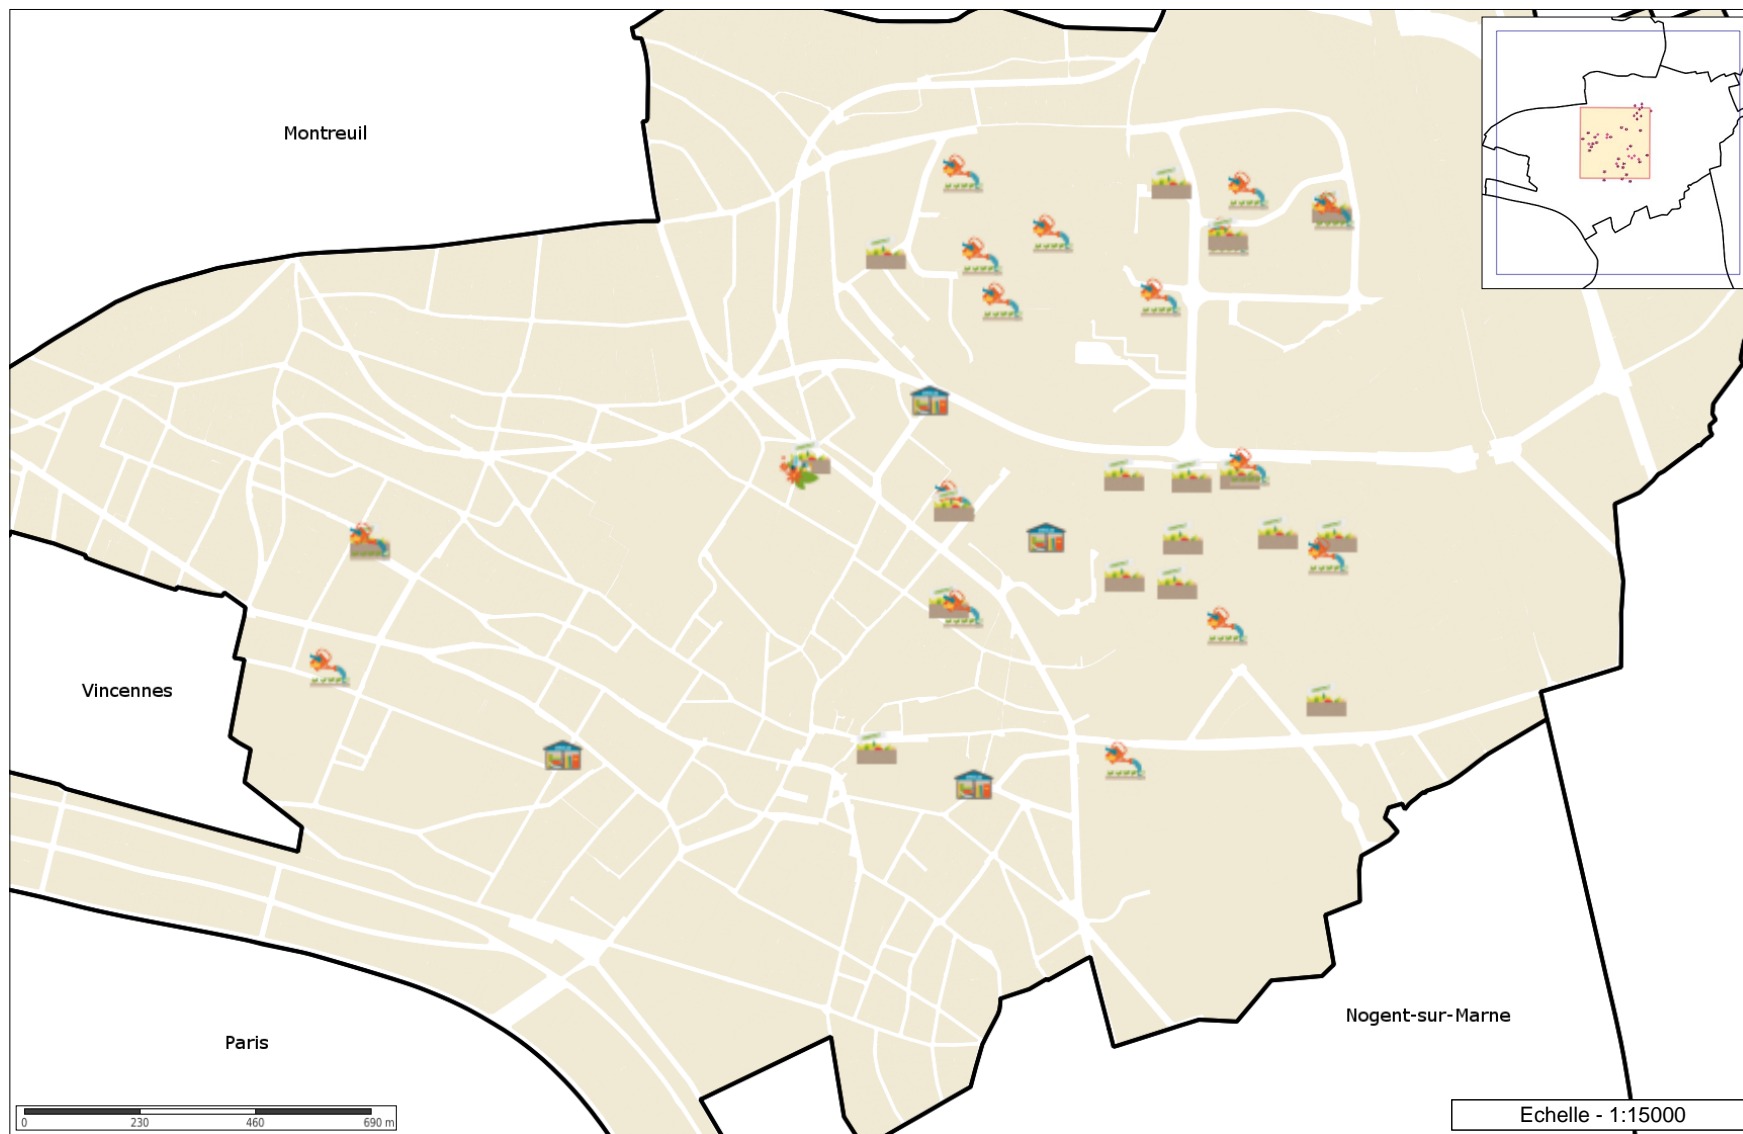 Montreuil
Vincennes
Paris
Nogent-sur-Marne
0 230 460 690 m
Echelle - 1:15000